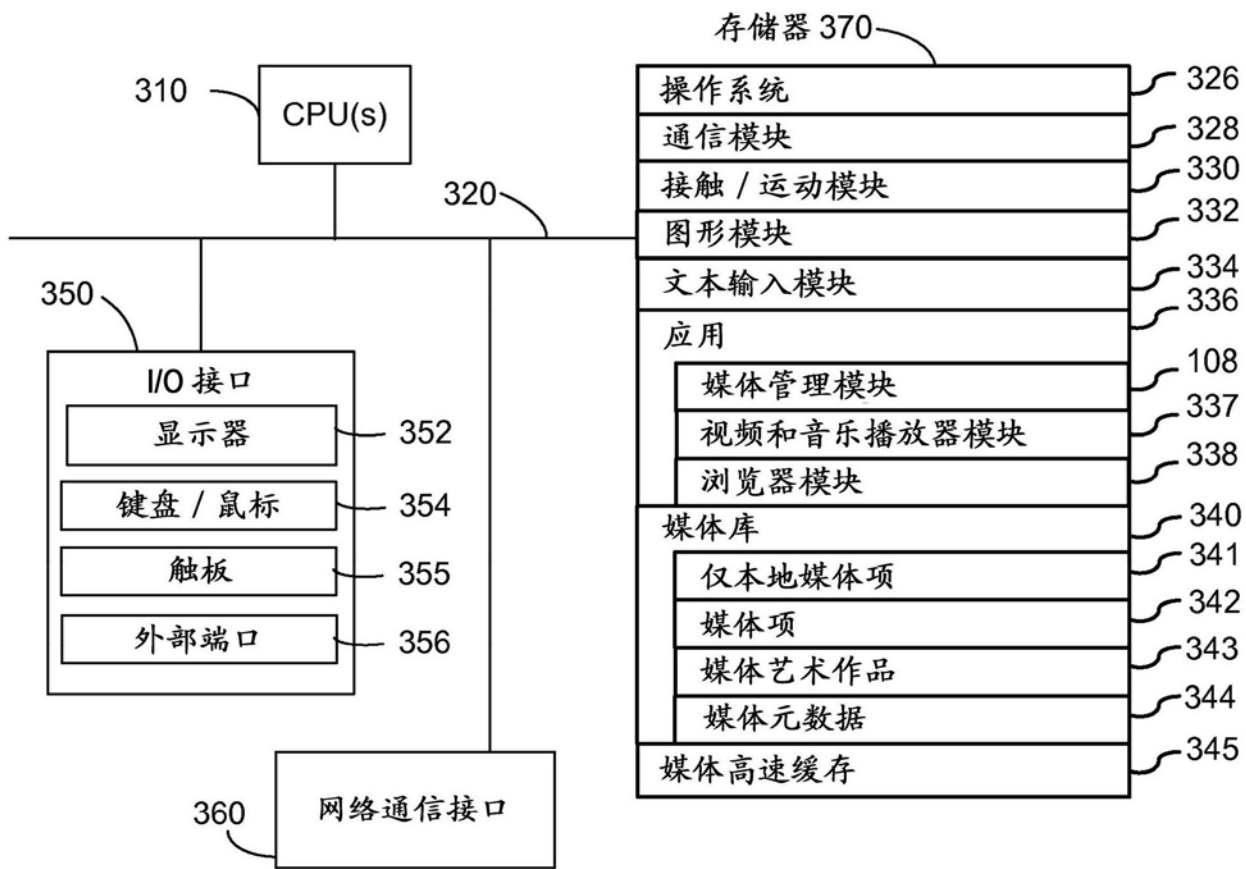 存储器 370
310
CPU(s)
320
350
I/O 接口
显示器
352
键盘 / 鼠标
354
触板
355
外部端口
356
360
网络通信接口
操作系统
326
通信模块
328
接触 / 运动模块
330
图形模块
332
文本输入模块
334
应用
336
媒体管理模块
108
视频和音乐播放器模块
337
浏览器模块
338
媒体库
340
仅本地媒体项
341
媒体项
342
媒体艺术作品
343
媒体元数据
344
媒体高速缓存
345